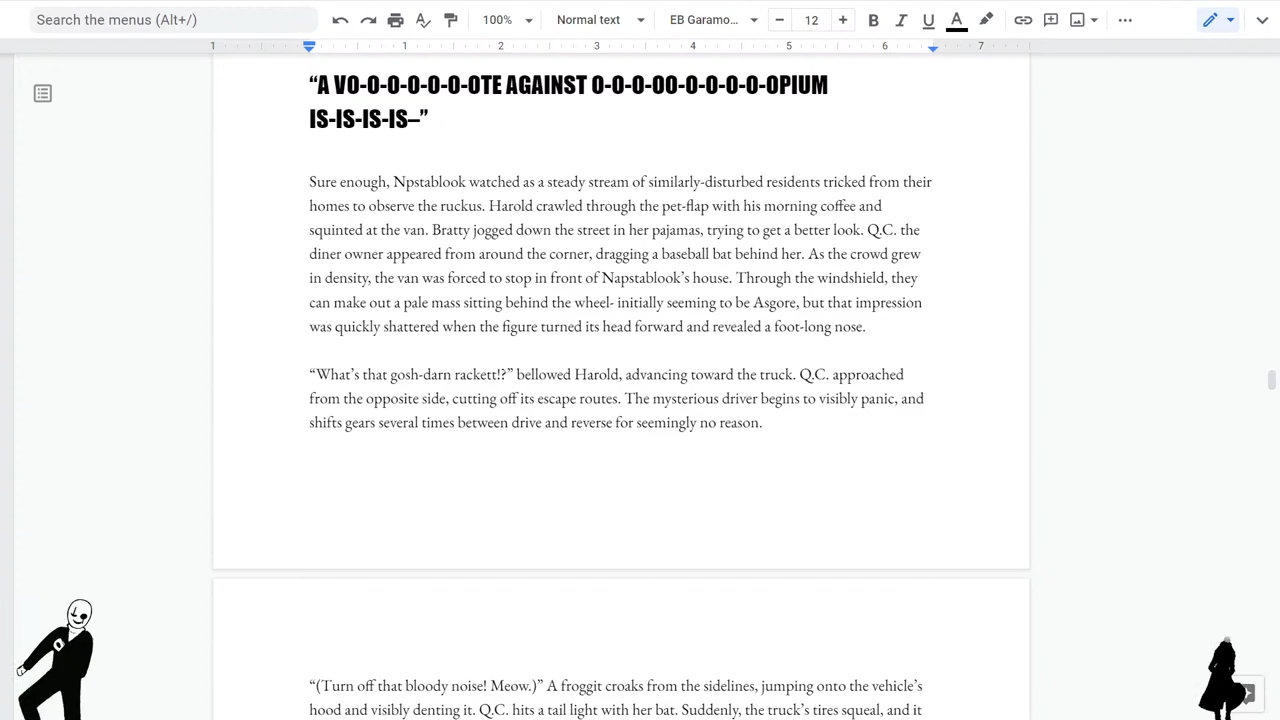 Search the menus (Alt+/)
100%
Normal text
EB Garamo...
12
B I U A
1 1 2 3 4 5 6 7
“A VO-O-O-O-O-O-OTE AGAINST O-O-O-OO-O-O-O-O-OPIUM
IS-IS-IS-IS–”
Sure enough, Npstablook watched as a steady stream of similarly-disturbed residents tricked from their
homes to observe the ruckus. Harold crawled through the pet-flap with his morning coffee and
squinted at the van. Bratty jogged down the street in her pajamas, trying to get a better look. Q.C. the
diner owner appeared from around the corner, dragging a baseball bat behind her. As the crowd grew
in density, the van was forced to stop in front of Napstablook’s house. Through the windshield, they
can make out a pale mass sitting behind the wheel- initially seeming to be Asgore, but that impression
was quickly shattered when the figure turned its head forward and revealed a foot-long nose.
“What’s that gosh-darn rackett!?” bellowed Harold, advancing toward the truck. Q.C. approached
from the opposite side, cutting off its escape routes. The mysterious driver begins to visibly panic, and
shifts gears several times between drive and reverse for seemingly no reason.
“(Turn off that bloody noise! Meow.)” A froggit croaks from the sidelines, jumping onto the vehicle’s
hood and visibly denting it. Q.C. hits a tail light with her bat. Suddenly, the truck’s tires squeal, and it